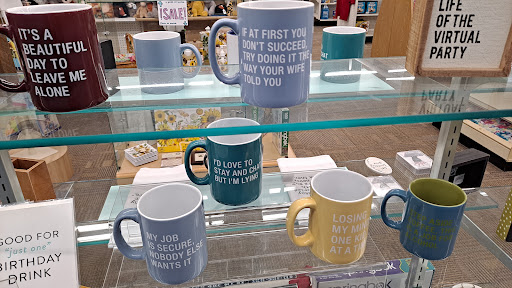 IT'S A
BEAUTIFUL
DAY TO
LEAVE ME
ALONE
SALE!
IF AT FIRST YOU
DON'T SUCCEED,
TRY DOING IT THE
WAY YOUR WIFE
TOLD YOU
LIFE OF THE
VIRTUAL
PARTY
I'D LOVE TO
STAY AND CHAT
BUT I'M LYING
MY JOB
IS SECURE,
NOBODY ELSE
WANTS IT
LOSING
MY
ONE
AT A
GOOD FOR
"just one"
BIRTHDAY
DRINK